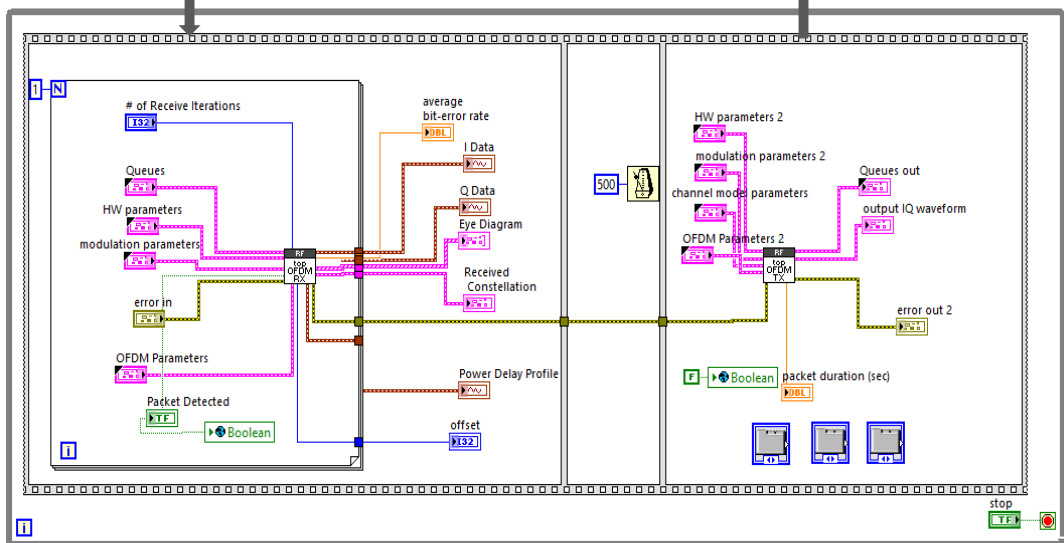 1
N
# of Receive Iterations
I32
Queues
HW parameters
modulation parameters
error in
OFDM Parameters
Packet Detected
TF
Boolean
i
RF
top
OFDM
RX
average
bit-error rate
DBL
I Data
Q Data
Eye Diagram
Received
Constellation
Power Delay Profile
offset
I32
500
HW parameters 2
modulation parameters 2
channel model parameters
OFDM Parameters 2
RF
top
OFDM
TX
Queues out
output IQ waveform
error out 2
F
Boolean
packet duration (sec)
DBL
stop
TF
i